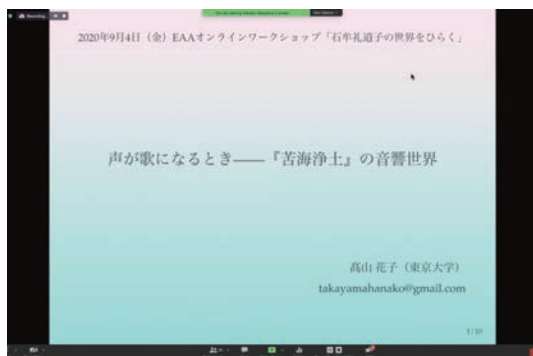 Recording...
2020年9月4日（金）EAAオンラインワークショップ「石牟礼道子の世界をひらく」
声が歌になるとき——『苦海浄土』の音響世界
髙山 花子（東京大学）
takayamahanako@gmail.com
1/10